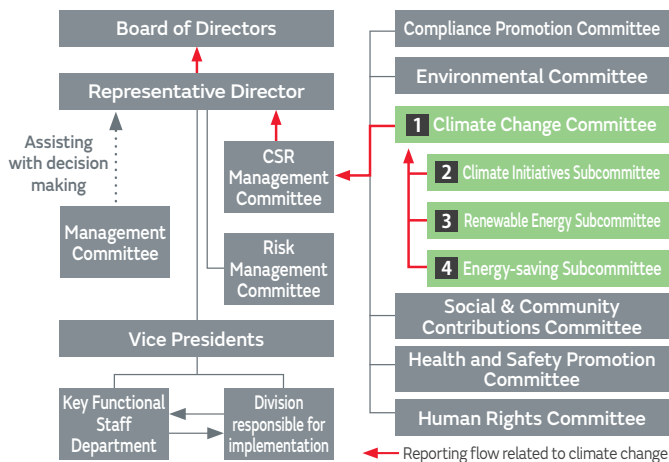 Board of Directors
Representative Director
Assisting
with decision
making
CSR
Management
Committee
Management
Committee
Risk
Management
Committee
Vice Presidents
Key Functional
Staff
Department
Division
responsible for
implementation
Compliance Promotion Committee
Environmental Committee
1 Climate Change Committee
2 Climate Initiatives Subcommittee
3 Renewable Energy Subcommittee
4 Energy-saving Subcommittee
Social & Community
Contributions Committee
Health and Safety Promotion
Committee
Human Rights Committee
Reporting flow related to climate change